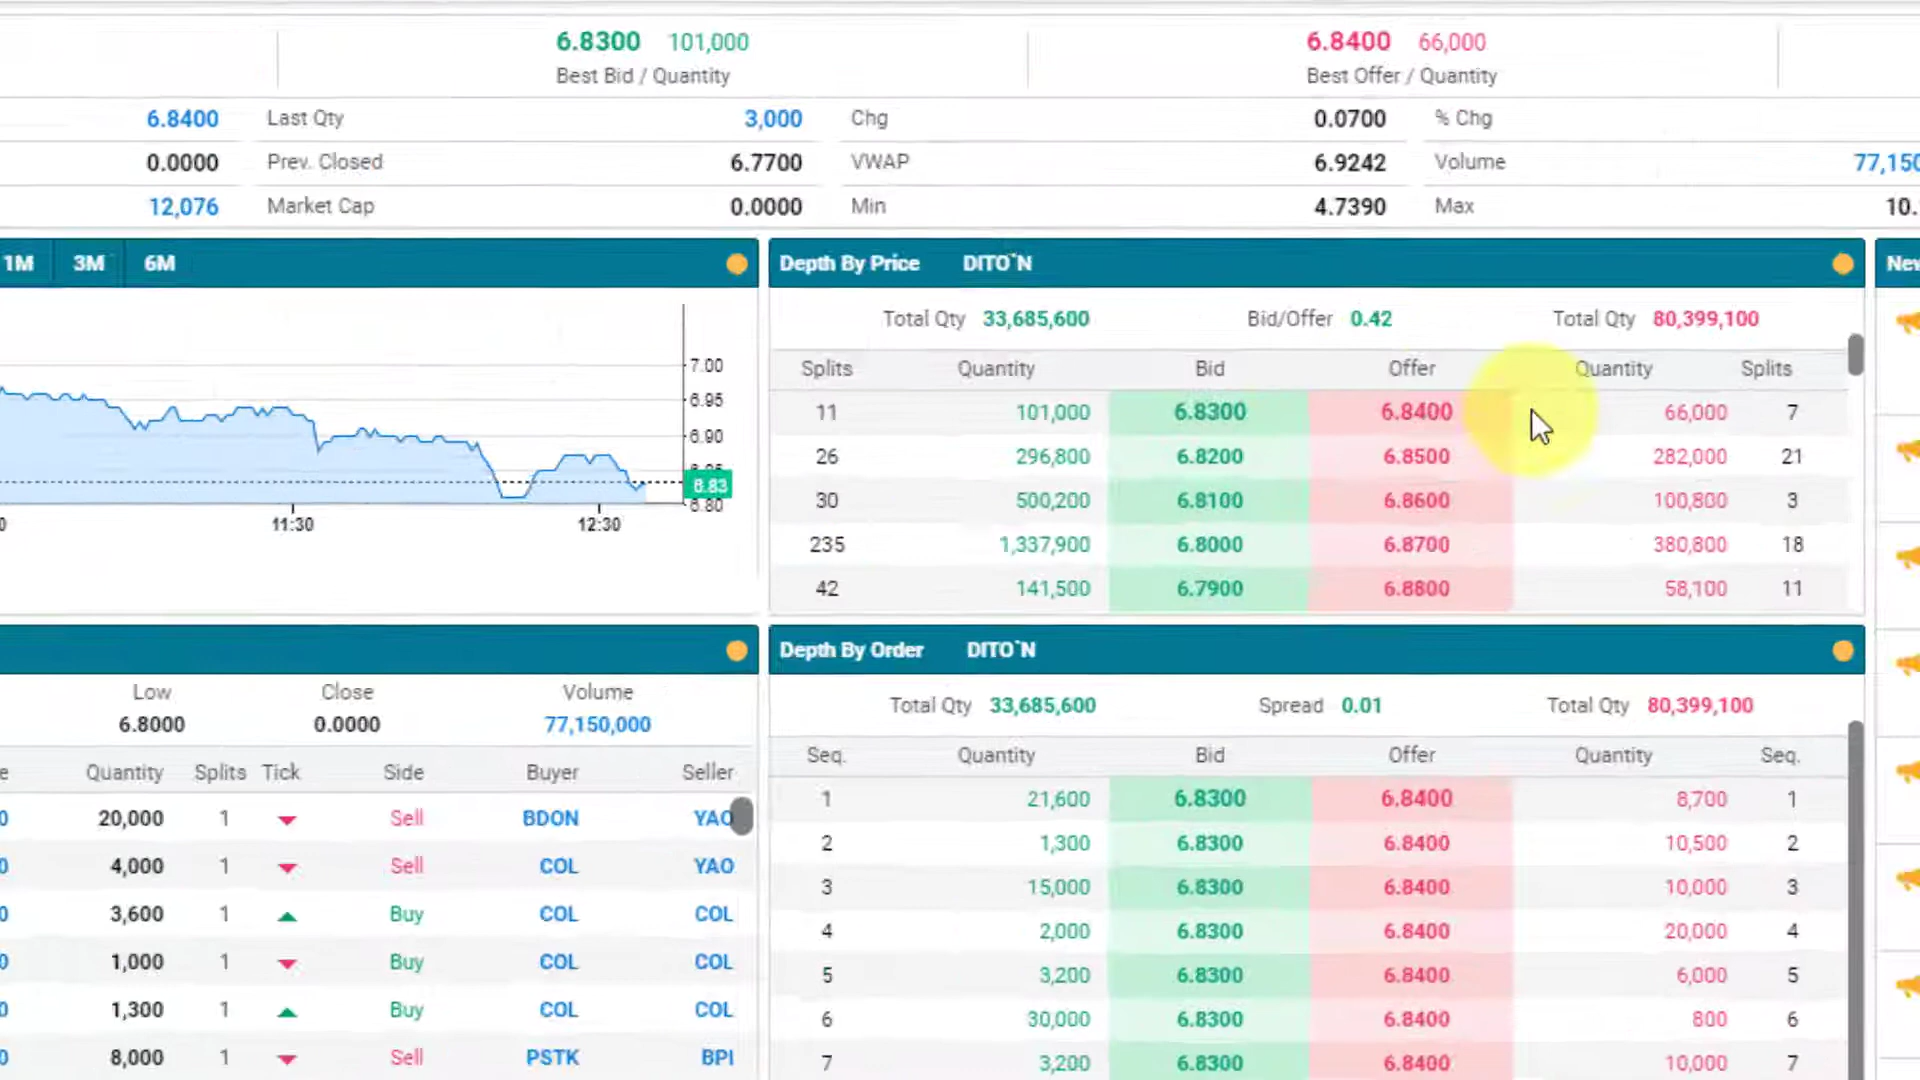 6.8300 101,000 6.8400 66,000
Best Bid / Quantity Best Offer / Quantity
6.8400 Last Qty 3,000 Chg 0.0700 % Chg
0.0000 Prev. Closed 6.7700 VWAP 6.9242 Volume 77,150
12,076 Market Cap 0.0000 Min 4.7390 Max 10.
1M 3M 6M
7.00
6.95
6.90
6.83
6.80
11:30 12:30
Depth By Price DITO`N
Total Qty 33,685,600 Bid/Offer 0.42 Total Qty 80,399,100
Splits Quantity Bid Offer Quantity Splits
11 101,000 6.8300 6.8400 66,000 7
26 296,800 6.8200 6.8500 282,000 21
30 500,200 6.8100 6.8600 100,800 3
235 1,337,900 6.8000 6.8700 380,800 18
42 141,500 6.7900 6.8800 58,100 11
Low Close Volume
6.8000 0.0000 77,150,000
Quantity Splits Tick Side Buyer Seller
20,000 1 Sell BDON YAO
4,000 1 Sell COL YAO
3,600 1 Buy COL COL
1,000 1 Buy COL COL
1,300 1 Buy COL COL
8,000 1 Sell PSTK BPI
Depth By Order DITO`N
Total Qty 33,685,600 Spread 0.01 Total Qty 80,399,100
Seq. Quantity Bid Offer Quantity Seq.
1 21,600 6.8300 6.8400 8,700 1
2 1,300 6.8300 6.8400 10,500 2
3 15,000 6.8300 6.8400 10,000 3
4 2,000 6.8300 6.8400 20,000 4
5 3,200 6.8300 6.8400 6,000 5
6 30,000 6.8300 6.8400 800 6
7 3,200 6.8300 6.8400 10,000 7